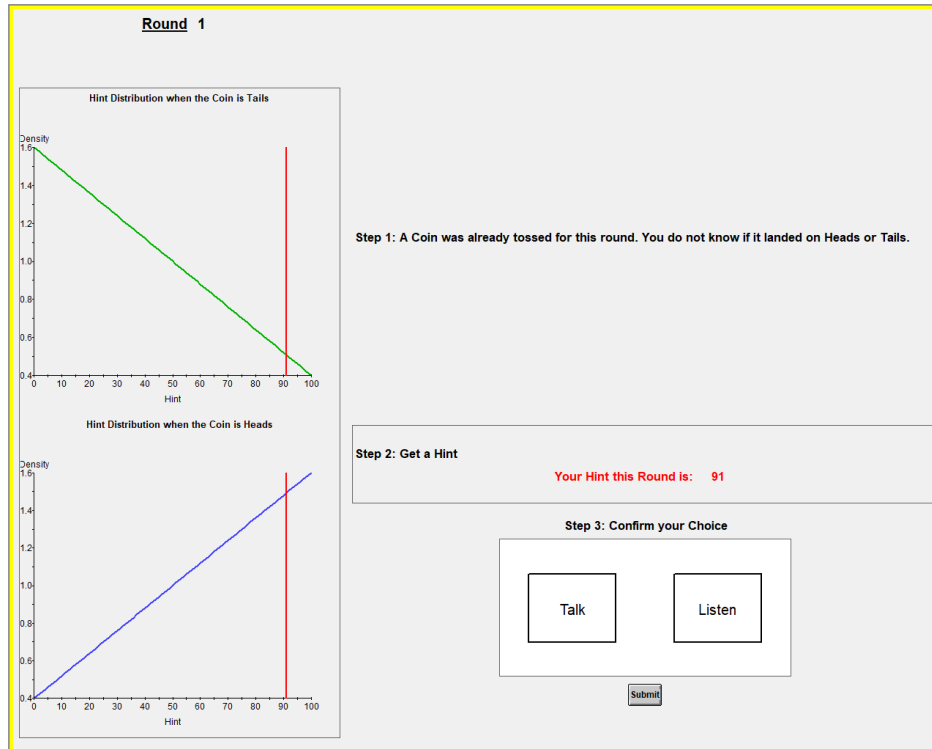 Round 1
Hint Distribution when the Coin is Tails
Density
1.6
1.4
1.2
1.0
0.8
0.6
0.4
0 10 20 30 40 50 60 70 80 90 100
Hint
Step 1: A Coin was already tossed for this round. You do not know if it landed on Heads or Tails.
Hint Distribution when the Coin is Heads
Density
1.6
1.4
1.2
1.0
0.8
0.6
0.4
0 10 20 30 40 50 60 70 80 90 100
Hint
Step 2: Get a Hint
Your Hint this Round is: 91
Step 3: Confirm your Choice
Talk Listen
Submit